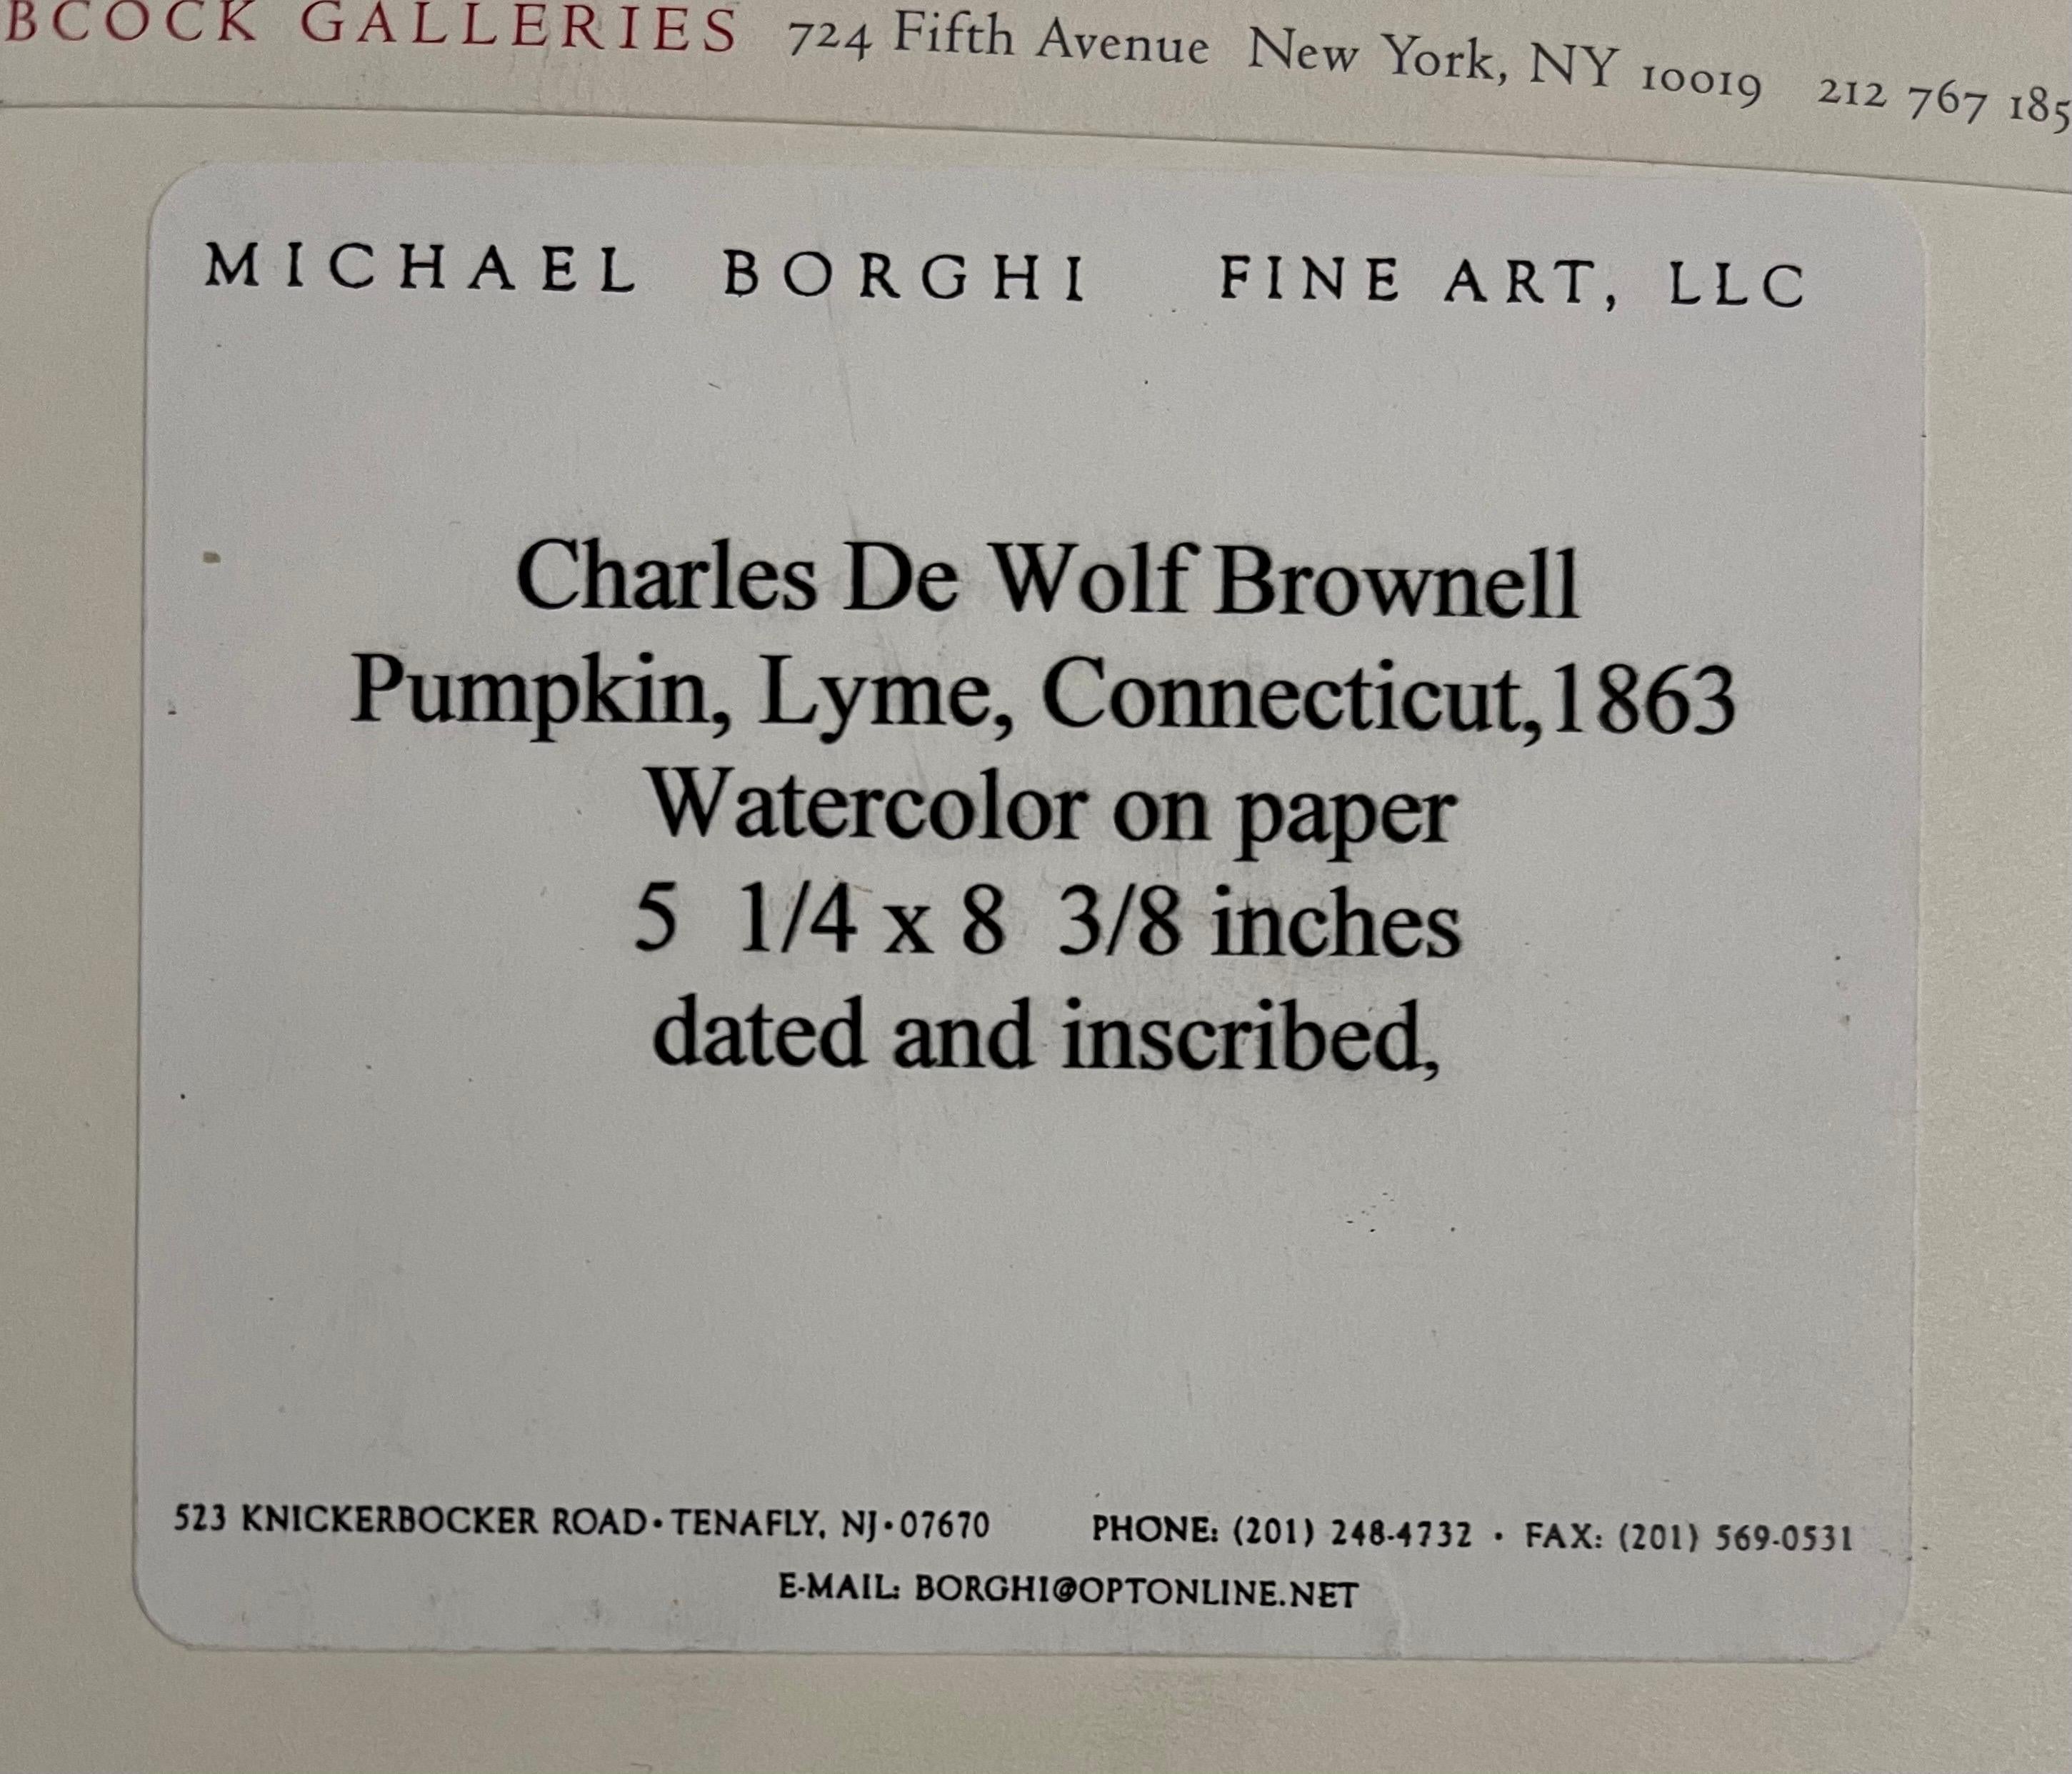 BCOCK GALLERIES 724 Fifth Avenue New York, NY 10019 212 767 185
MICHAEL BORGHI FINE ART, LLC
Charles De Wolf Brownell
Pumpkin, Lyme, Connecticut,1863
Watercolor on paper
5 1/4 x 8 3/8 inches
dated and inscribed,
523 KNICKERBOCKER ROAD•TENAFLY, NJ•07670 PHONE: (201) 248-4732 • FAX: (201) 569-0531
E-MAIL: BORGHI@OPTONLINE.NET